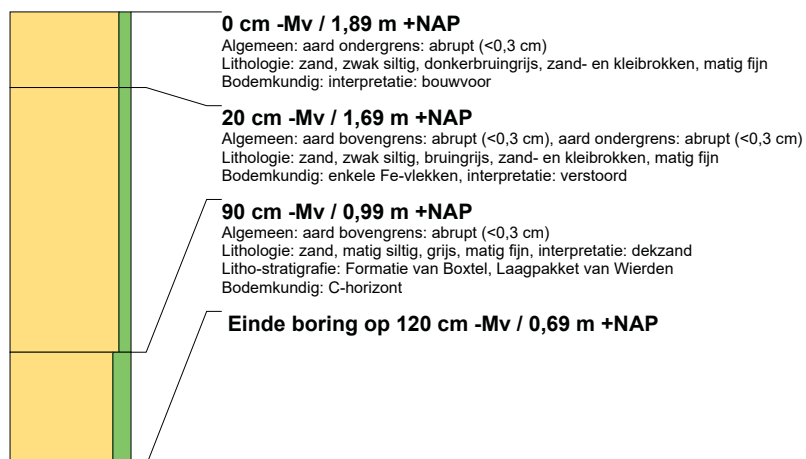 0 cm -Mv / 1,89 m +NAP
Algemeen: aard ondergrens: abrupt (<0,3 cm)
Lithologie: zand, zwak siltig, donkerbruingrijs, zand- en kleibrokken, matig fijn
Bodemkundig: interpretatie: bouwvoor
20 cm -Mv / 1,69 m +NAP
Algemeen: aard bovengrens: abrupt (<0,3 cm), aard ondergrens: abrupt (<0,3 cm)
Lithologie: zand, zwak siltig, bruingrijs, zand- en kleibrokken, matig fijn
Bodemkundig: enkele Fe-vlekken, interpretatie: verstoord
90 cm -Mv / 0,99 m +NAP
Algemeen: aard bovengrens: abrupt (<0,3 cm)
Lithologie: zand, matig siltig, grijs, matig fijn, interpretatie: dekzand
Litho-stratigrafie: Formatie van Boxtel, Laagpakket van Wierden
Bodemkundig: C-horizont
Einde boring op 120 cm -Mv / 0,69 m +NAP